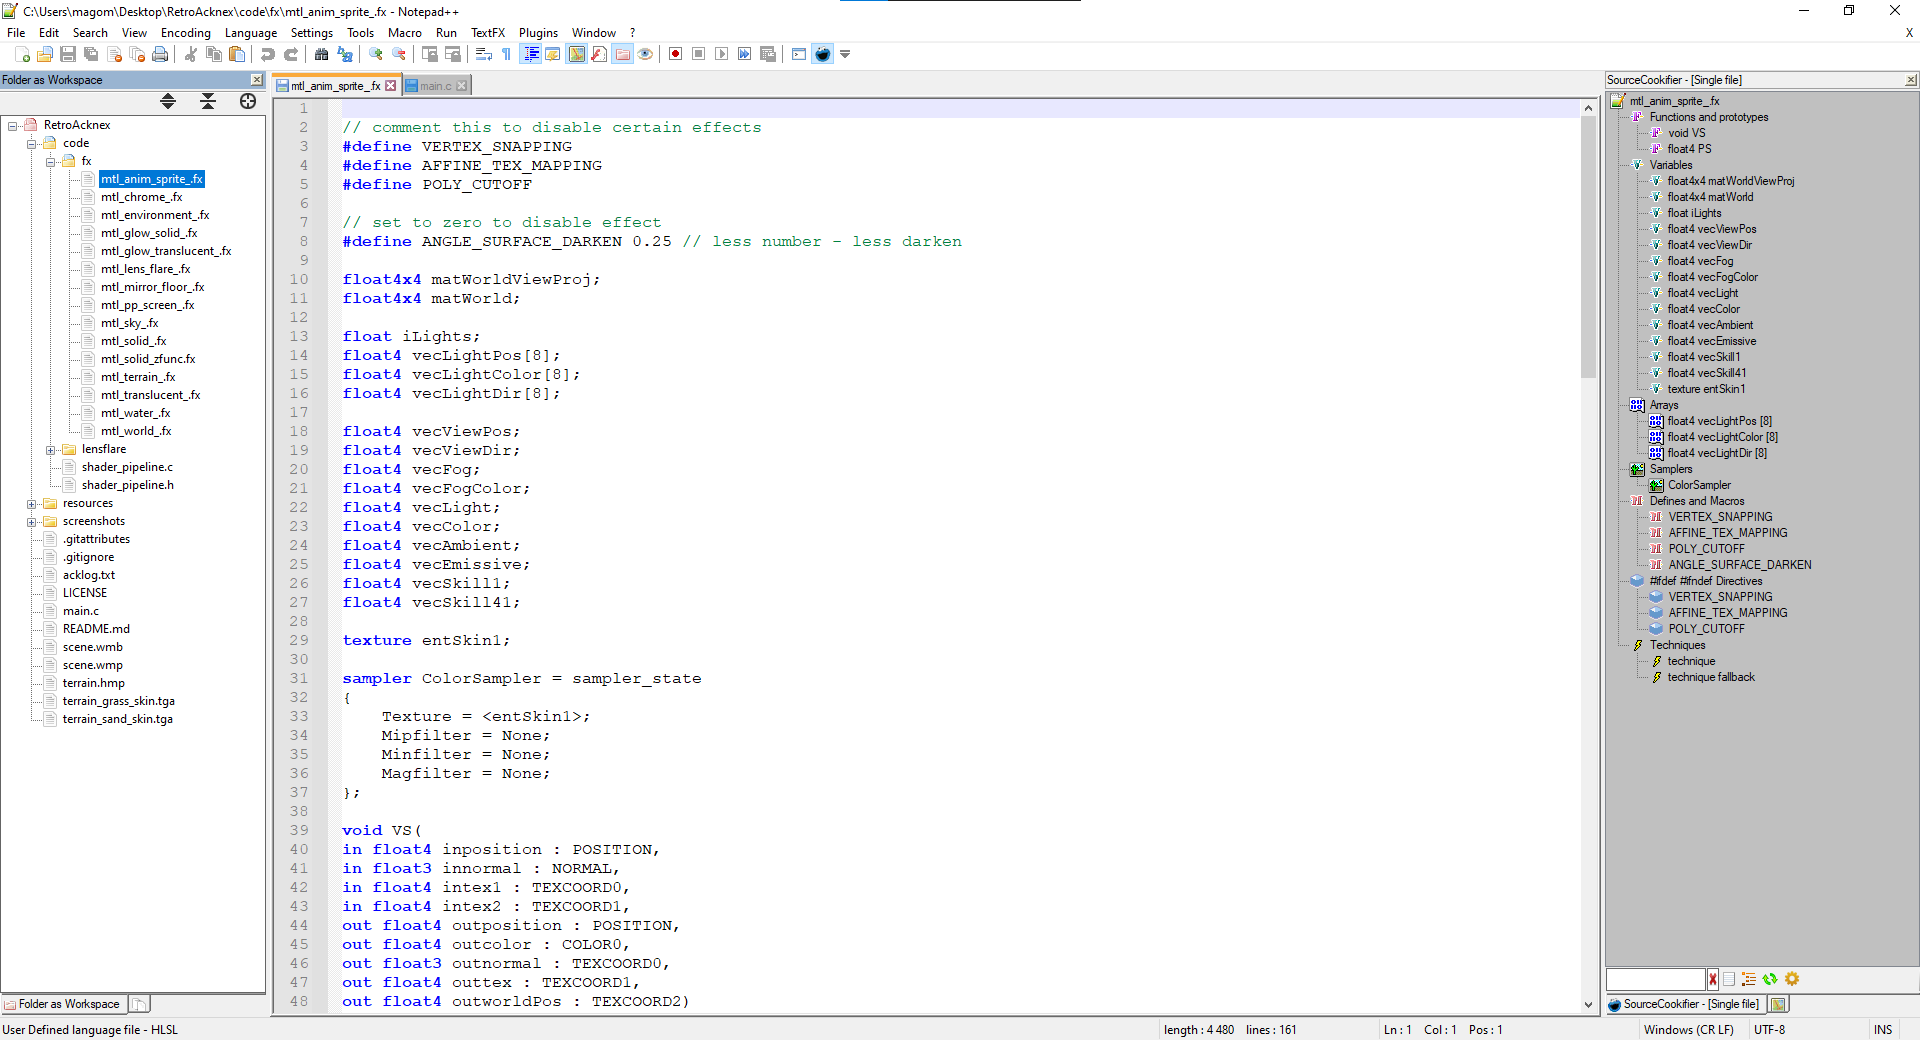 C:\Users\magom\Desktop\RetroAcknex\code\fx\mtl_anim_sprite_.fx - Notepad++
File Edit Search View Encoding Language Settings Tools Macro Run TextFX Plugins Window ? X
Folder as Workspace
RetroAcknex
code
fx
mtl_anim_sprite_.fx
mtl_chrome_.fx
mtl_environment_.fx
mtl_glow_solid_.fx
mtl_glow_translucent_.fx
mtl_lens_flare_.fx
mtl_mirror_floor_.fx
mtl_pp_screen_.fx
mtl_sky_.fx
mtl_solid_.fx
mtl_solid_zfunc.fx
mtl_terrain_.fx
mtl_translucent_.fx
mtl_water_.fx
mtl_world_.fx
lensflare
shader_pipeline.c
shader_pipeline.h
resources
screenshots
.gitattributes
.gitignore
acklog.txt
LICENSE
main.c
README.md
scene.wmb
scene.wmp
terrain.hmp
terrain_grass_skin.tga
terrain_sand_skin.tga
Folder as Workspace
mtl_anim_sprite_.fx main.c
1
2 // comment this to disable certain effects
3 #define VERTEX_SNAPPING
4 #define AFFINE_TEX_MAPPING
5 #define POLY_CUTOFF
6
7 // set to zero to disable effect
8 #define ANGLE_SURFACE_DARKEN 0.25 // less number - less darken
9
10 float4x4 matWorldViewProj;
11 float4x4 matWorld;
12
13 float iLights;
14 float4 vecLightPos[8];
15 float4 vecLightColor[8];
16 float4 vecLightDir[8];
17
18 float4 vecViewPos;
19 float4 vecViewDir;
20 float4 vecFog;
21 float4 vecFogColor;
22 float4 vecLight;
23 float4 vecColor;
24 float4 vecAmbient;
25 float4 vecEmissive;
26 float4 vecSkill1;
27 float4 vecSkill41;
28
29 texture entSkin1;
30
31 sampler ColorSampler = sampler_state
32 {
33 Texture = <entSkin1>;
34 Mipfilter = None;
35 Minfilter = None;
36 Magfilter = None;
37 };
38
39 void VS(
40 in float4 inposition : POSITION,
41 in float3 innormal : NORMAL,
42 in float4 intex1 : TEXCOORD0,
43 in float4 intex2 : TEXCOORD1,
44 out float4 outposition : POSITION,
45 out float4 outcolor : COLOR0,
46 out float3 outnormal : TEXCOORD0,
47 out float4 outtex : TEXCOORD1,
48 out float4 outworldPos : TEXCOORD2)
SourceCookifier - [Single file]
mtl_anim_sprite_.fx
Functions and prototypes
void VS
float4 PS
Variables
float4x4 matWorldViewProj
float4x4 matWorld
float iLights
float4 vecViewPos
float4 vecViewDir
float4 vecFog
float4 vecFogColor
float4 vecLight
float4 vecColor
float4 vecAmbient
float4 vecEmissive
float4 vecSkill1
float4 vecSkill41
texture entSkin1
Arrays
float4 vecLightPos [8]
float4 vecLightColor [8]
float4 vecLightDir [8]
Samplers
ColorSampler
Defines and Macros
VERTEX_SNAPPING
AFFINE_TEX_MAPPING
POLY_CUTOFF
ANGLE_SURFACE_DARKEN
#ifdef #ifndef Directives
VERTEX_SNAPPING
AFFINE_TEX_MAPPING
POLY_CUTOFF
Techniques
technique
technique fallback
SourceCookifier - [Single file]
User Defined language file - HLSL length : 4 480 lines : 161 Ln : 1 Col : 1 Pos : 1 Windows (CR LF) UTF-8 INS